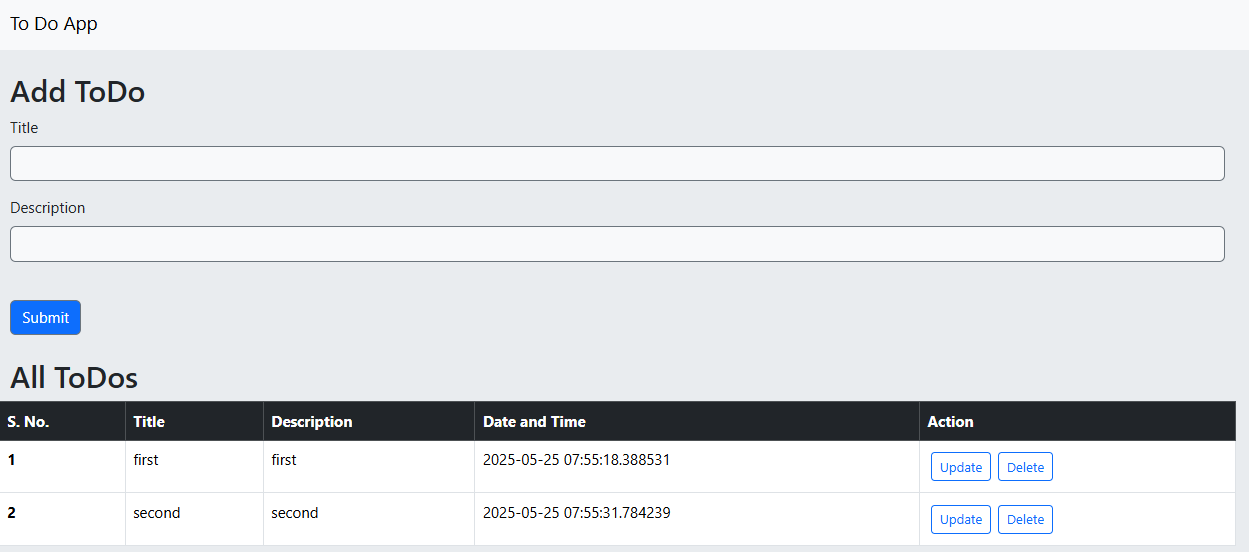 To Do App
Add ToDo
Title
Description
Submit
All ToDos
S. No. Title Description Date and Time Action
1 first first 2025-05-25 07:55:18.388531 Update Delete
2 second second 2025-05-25 07:55:31.784239 Update Delete